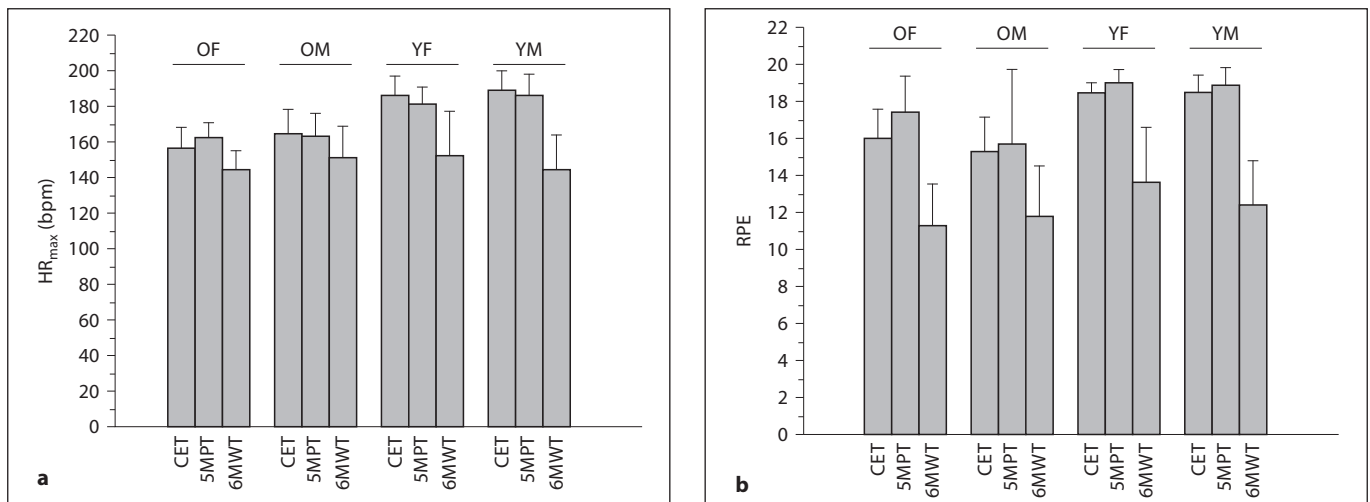 220
200
180
160
140
120
100
80
60
40
20
0
HRmax (bpm)
OF
OM
YF
YM
CET
5MPT
6MWT
CET
5MPT
6MWT
CET
5MPT
6MWT
CET
5MPT
6MWT
a
22
20
18
16
14
12
10
8
6
4
2
0
RPE
OF
OM
YF
YM
CET
5MPT
6MWT
CET
5MPT
6MWT
CET
5MPT
6MWT
CET
5MPT
6MWT
b